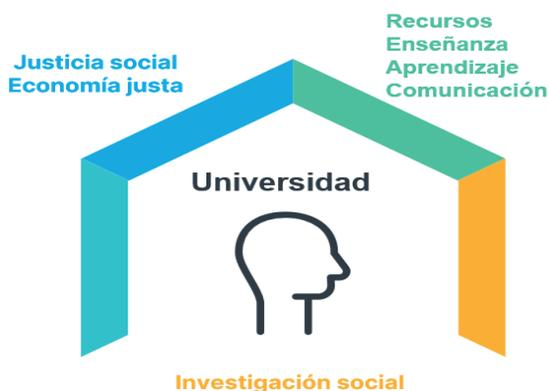 Justicia social
Economía justa
Recursos
Enseñanza
Aprendizaje
Comunicación
Universidad
Investigación social